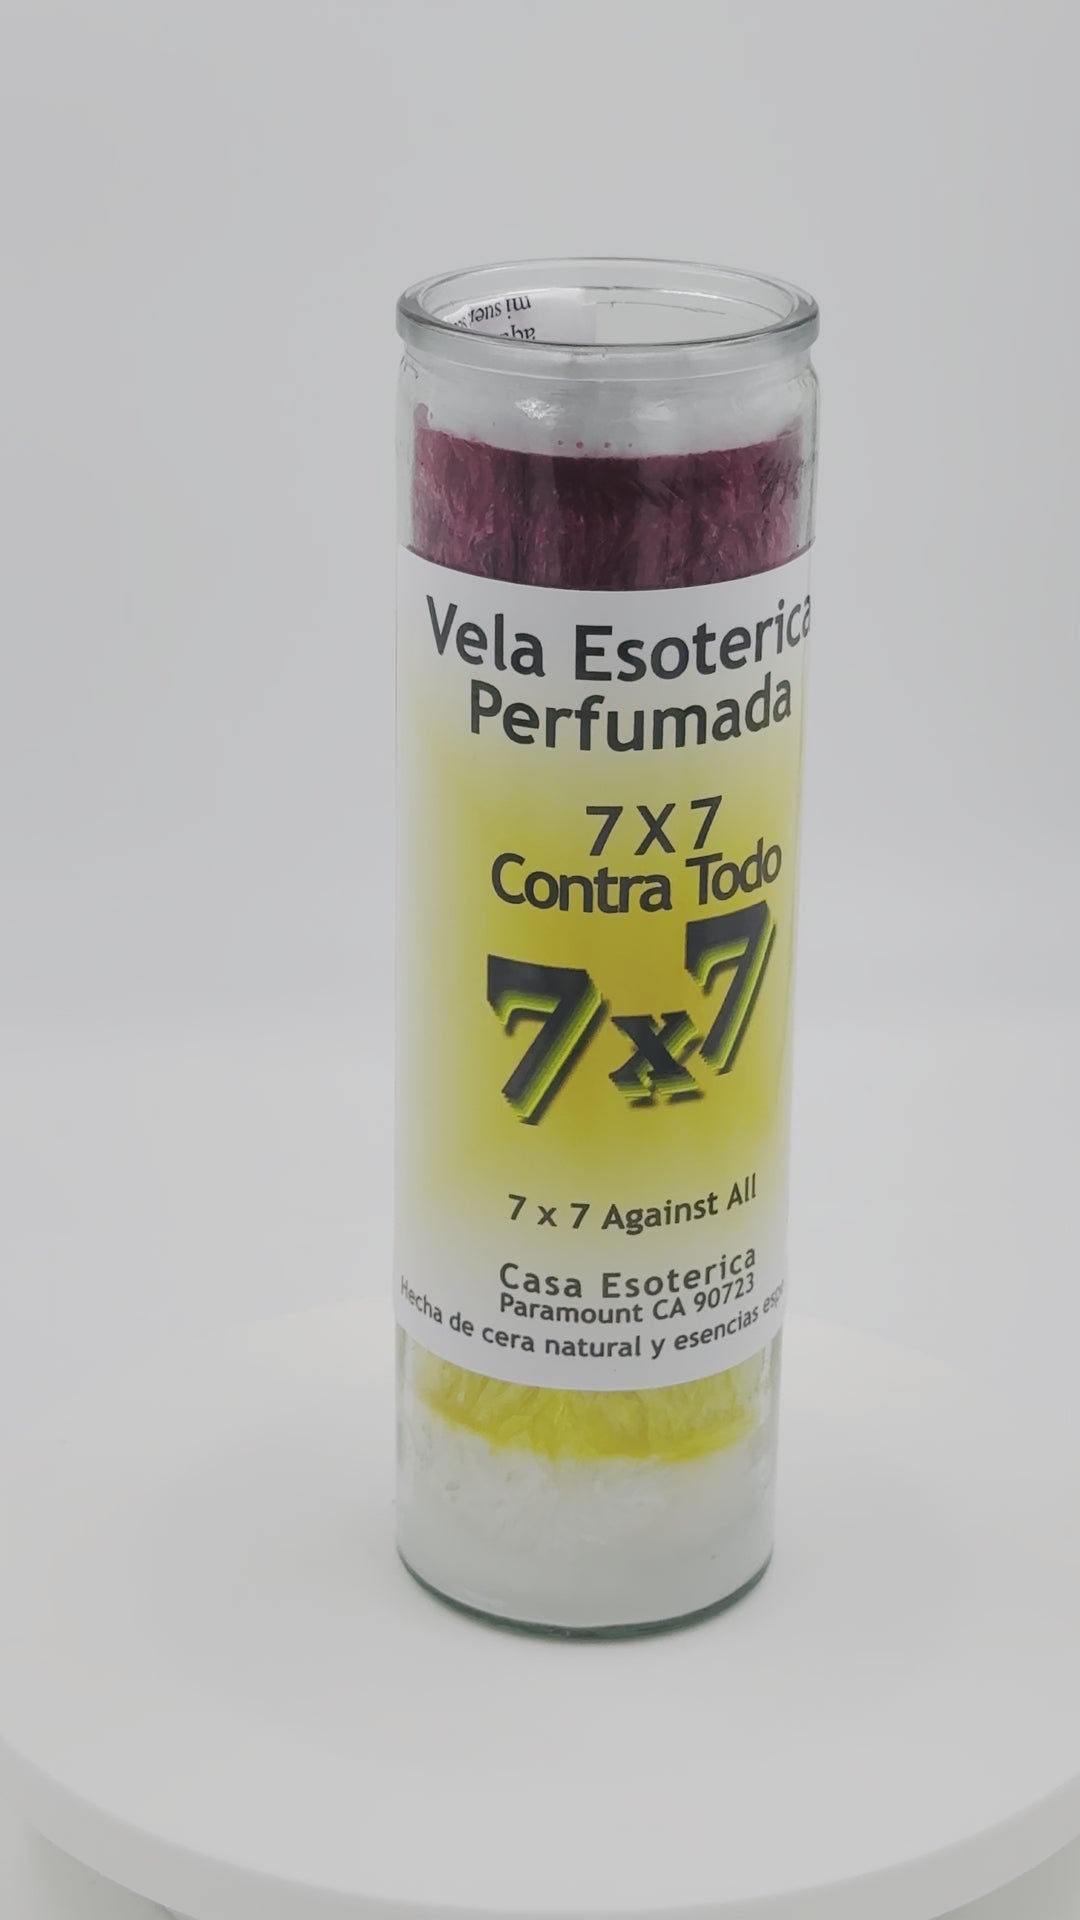 mi
Vela Esoterica
Perfumada
7 X 7
Contra Todo
7x7
7 x 7 Against All
Casa Esoterica
Paramount CA 90723
Hecha de cera natural y esencias